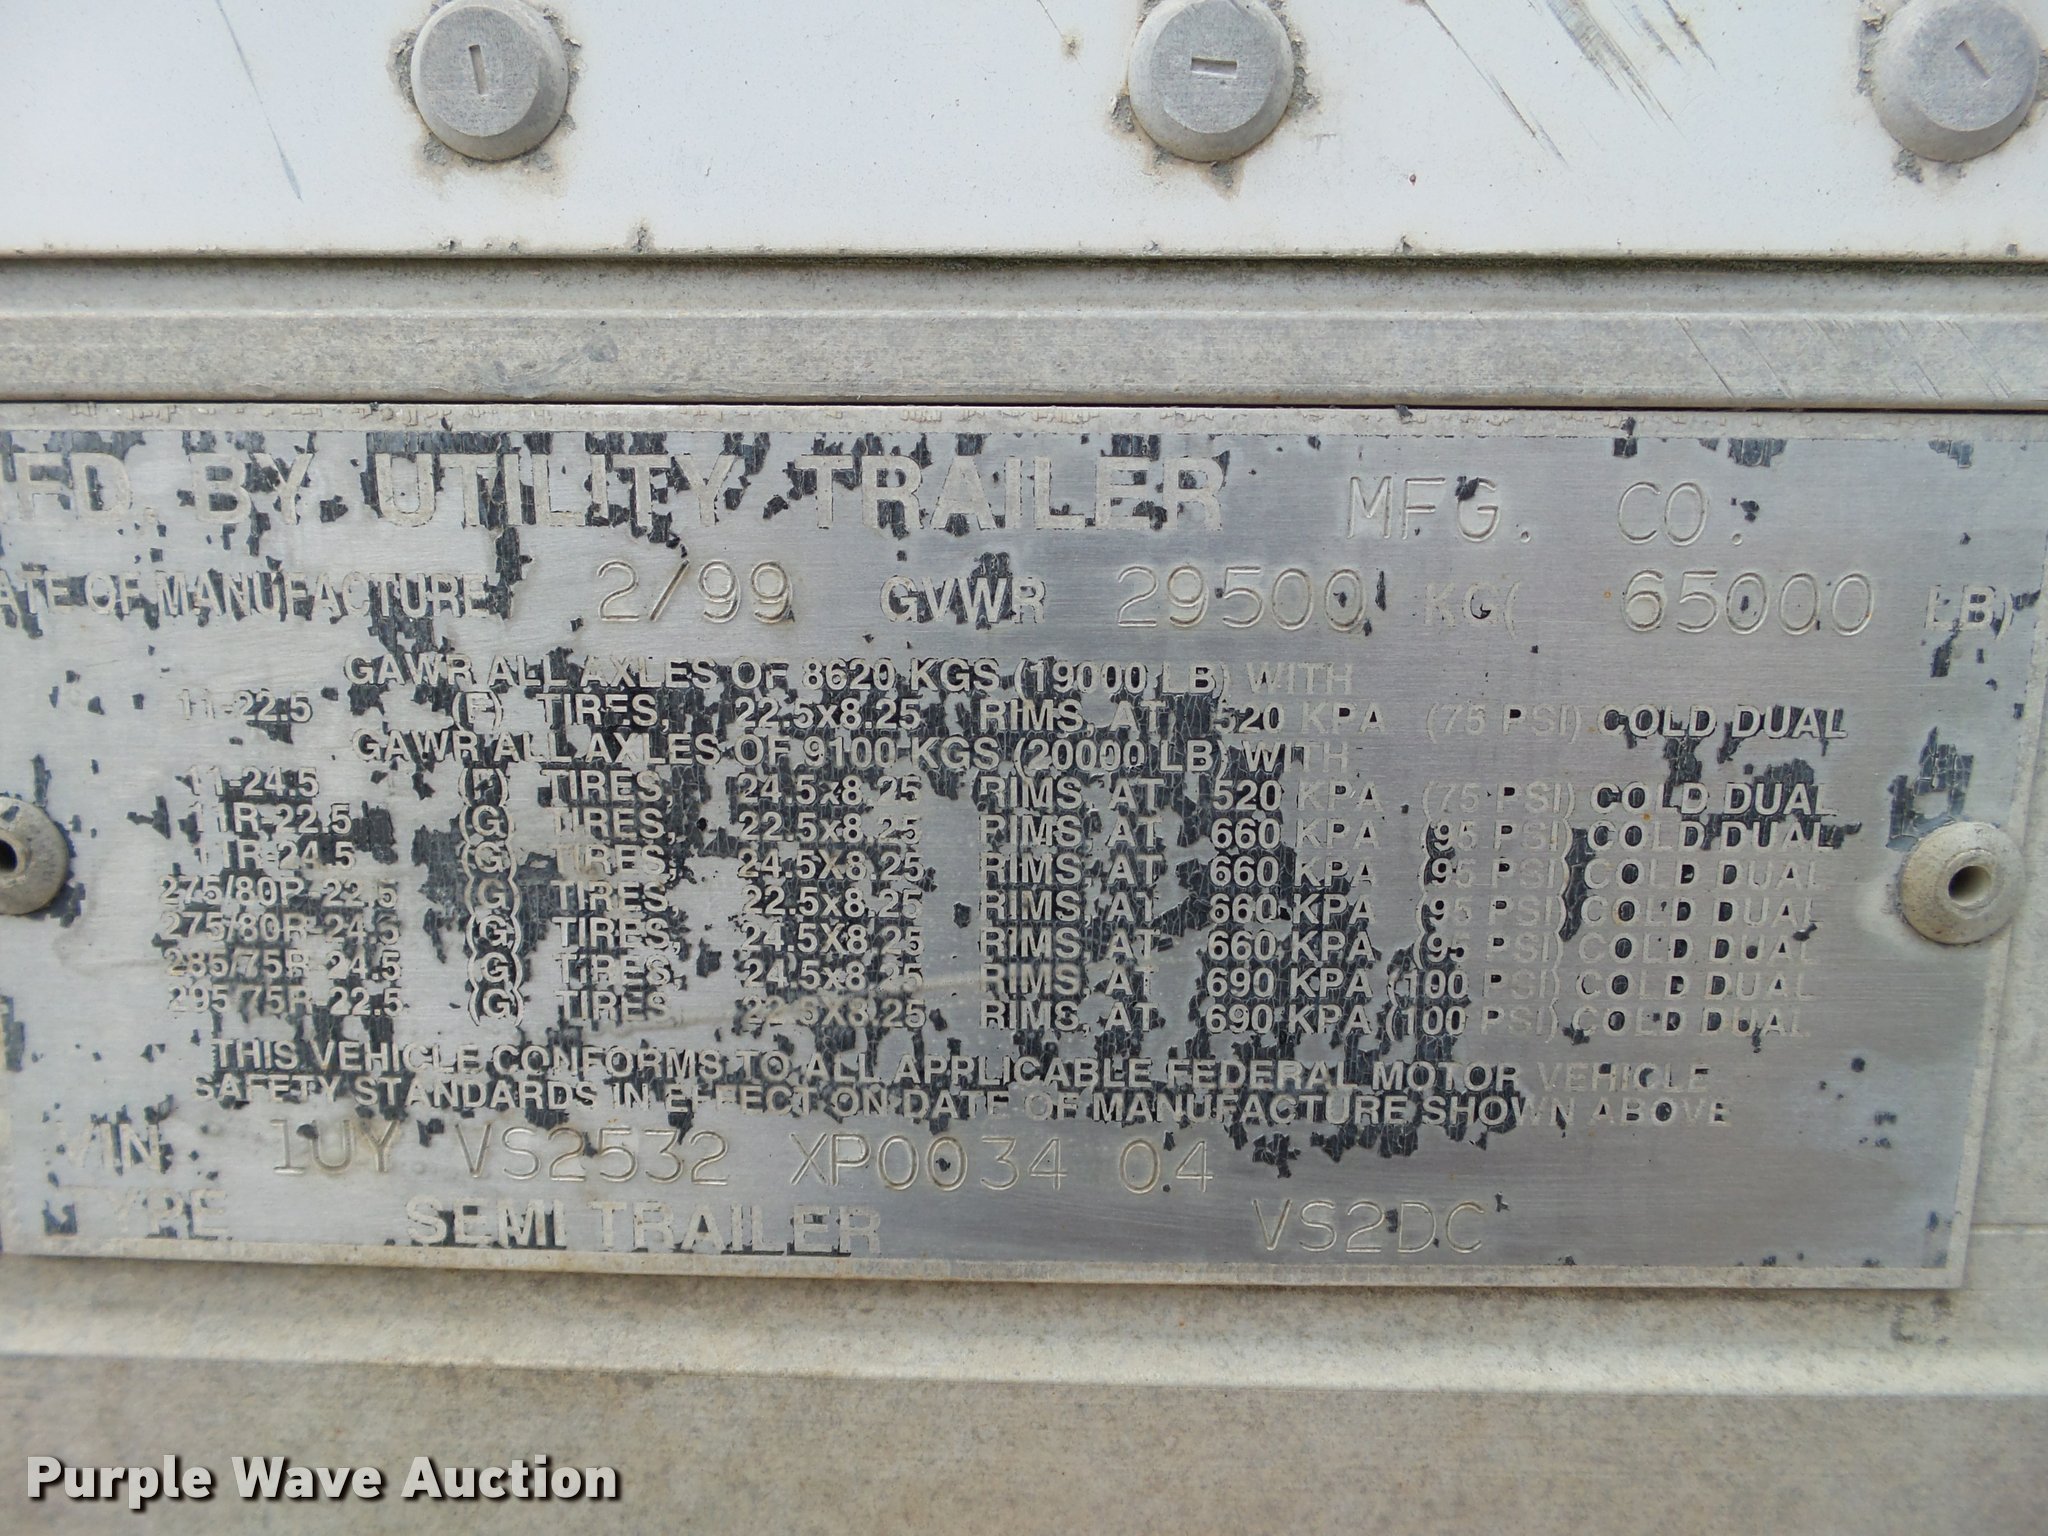 MFD. BY UTILITY TRAILER MFG. CO.
DATE OF MANUFACTURE 2/99 GVWR 29500 KG( 65000 LB)
GAWR ALL AXLES OF 8620 KGS (19000 LB) WITH
11-22.5 (F) TIRES, 22.5x8.25 RIMS, AT 520 KPA (75 PSI) COLD DUAL
GAWR ALL AXLES OF 9100 KGS (20000 LB) WITH
11-24.5 (F) TIRES, 24.5x8.25 RIMS, AT 520 KPA (75 PSI) COLD DUAL
11R-22.5 (G) TIRES, 22.5x8.25 RIMS, AT 660 KPA (95 PSI) COLD DUAL
11R-24.5 (G) TIRES, 24.5X8.25 RIMS, AT 660 KPA (95 PSI) COLD DUAL
275/80R-22.5 (G) TIRES, 22.5x8.25 RIMS, AT 660 KPA (95 PSI) COLD DUAL
275/80R-24.5 (G) TIRES, 24.5X8.25 RIMS, AT 660 KPA (95 PSI) COLD DUAL
285/75R-24.5 (G) TIRES, 24.5x8.25 RIMS, AT 690 KPA (100 PSI) COLD DUAL
295/75R-22.5 (G) TIRES, 22.5X8.25 RIMS, AT 690 KPA (100 PSI) COLD DUAL
THIS VEHICLE CONFORMS TO ALL APPLICABLE FEDERAL MOTOR VEHICLE
SAFETY STANDARDS IN EFFECT ON DATE OF MANUFACTURE SHOWN ABOVE
VIN 1UY VS2532 XP0034 04
TYPE SEMI TRAILER VS2DC
Purple Wave Auction